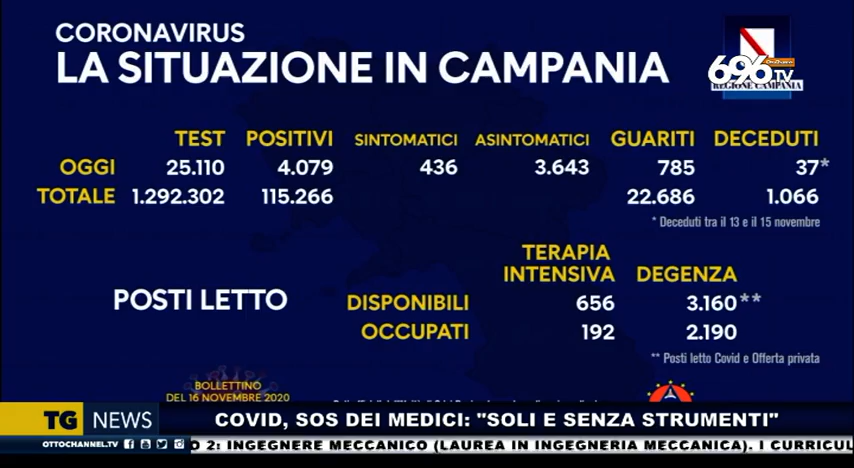 CORONAVIRUS
LA SITUAZIONE IN CAMPANIA
696 TV
REGIONE CAMPANIA
TEST POSITIVI SINTOMATICI ASINTOMATICI GUARITI DECEDUTI
OGGI 25.110 4.079 436 3.643 785 37*
TOTALE 1.292.302 115.266 22.686 1.066
* Deceduti tra il 13 e il 15 novembre
TERAPIA
INTENSIVA DEGENZA
POSTI LETTO
DISPONIBILI 656 3.160**
OCCUPATI 192 2.190
** Posti letto Covid e Offerta privata
BOLLETTINO
DEL 16 NOVEMBRE 2020
TG NEWS
COVID, SOS DEI MEDICI: "SOLI E SENZA STRUMENTI"
OTTOCHANNEL.TV
O 2: INGEGNERE MECCANICO (LAUREA IN INGEGNERIA MECCANICA). I CURRICUL